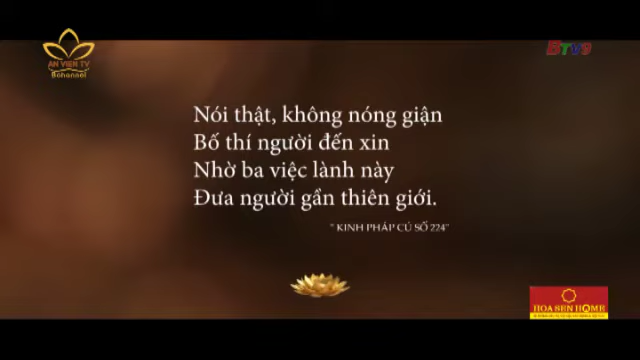 AN VIEN TV
Bchannel
BTV9
Nói thật, không nóng giận
Bố thí người đến xin
Nhờ ba việc lành này
Đưa người gần thiên giới.
" KINH PHÁP CÚ SỐ 224"
HOA SEN HOME